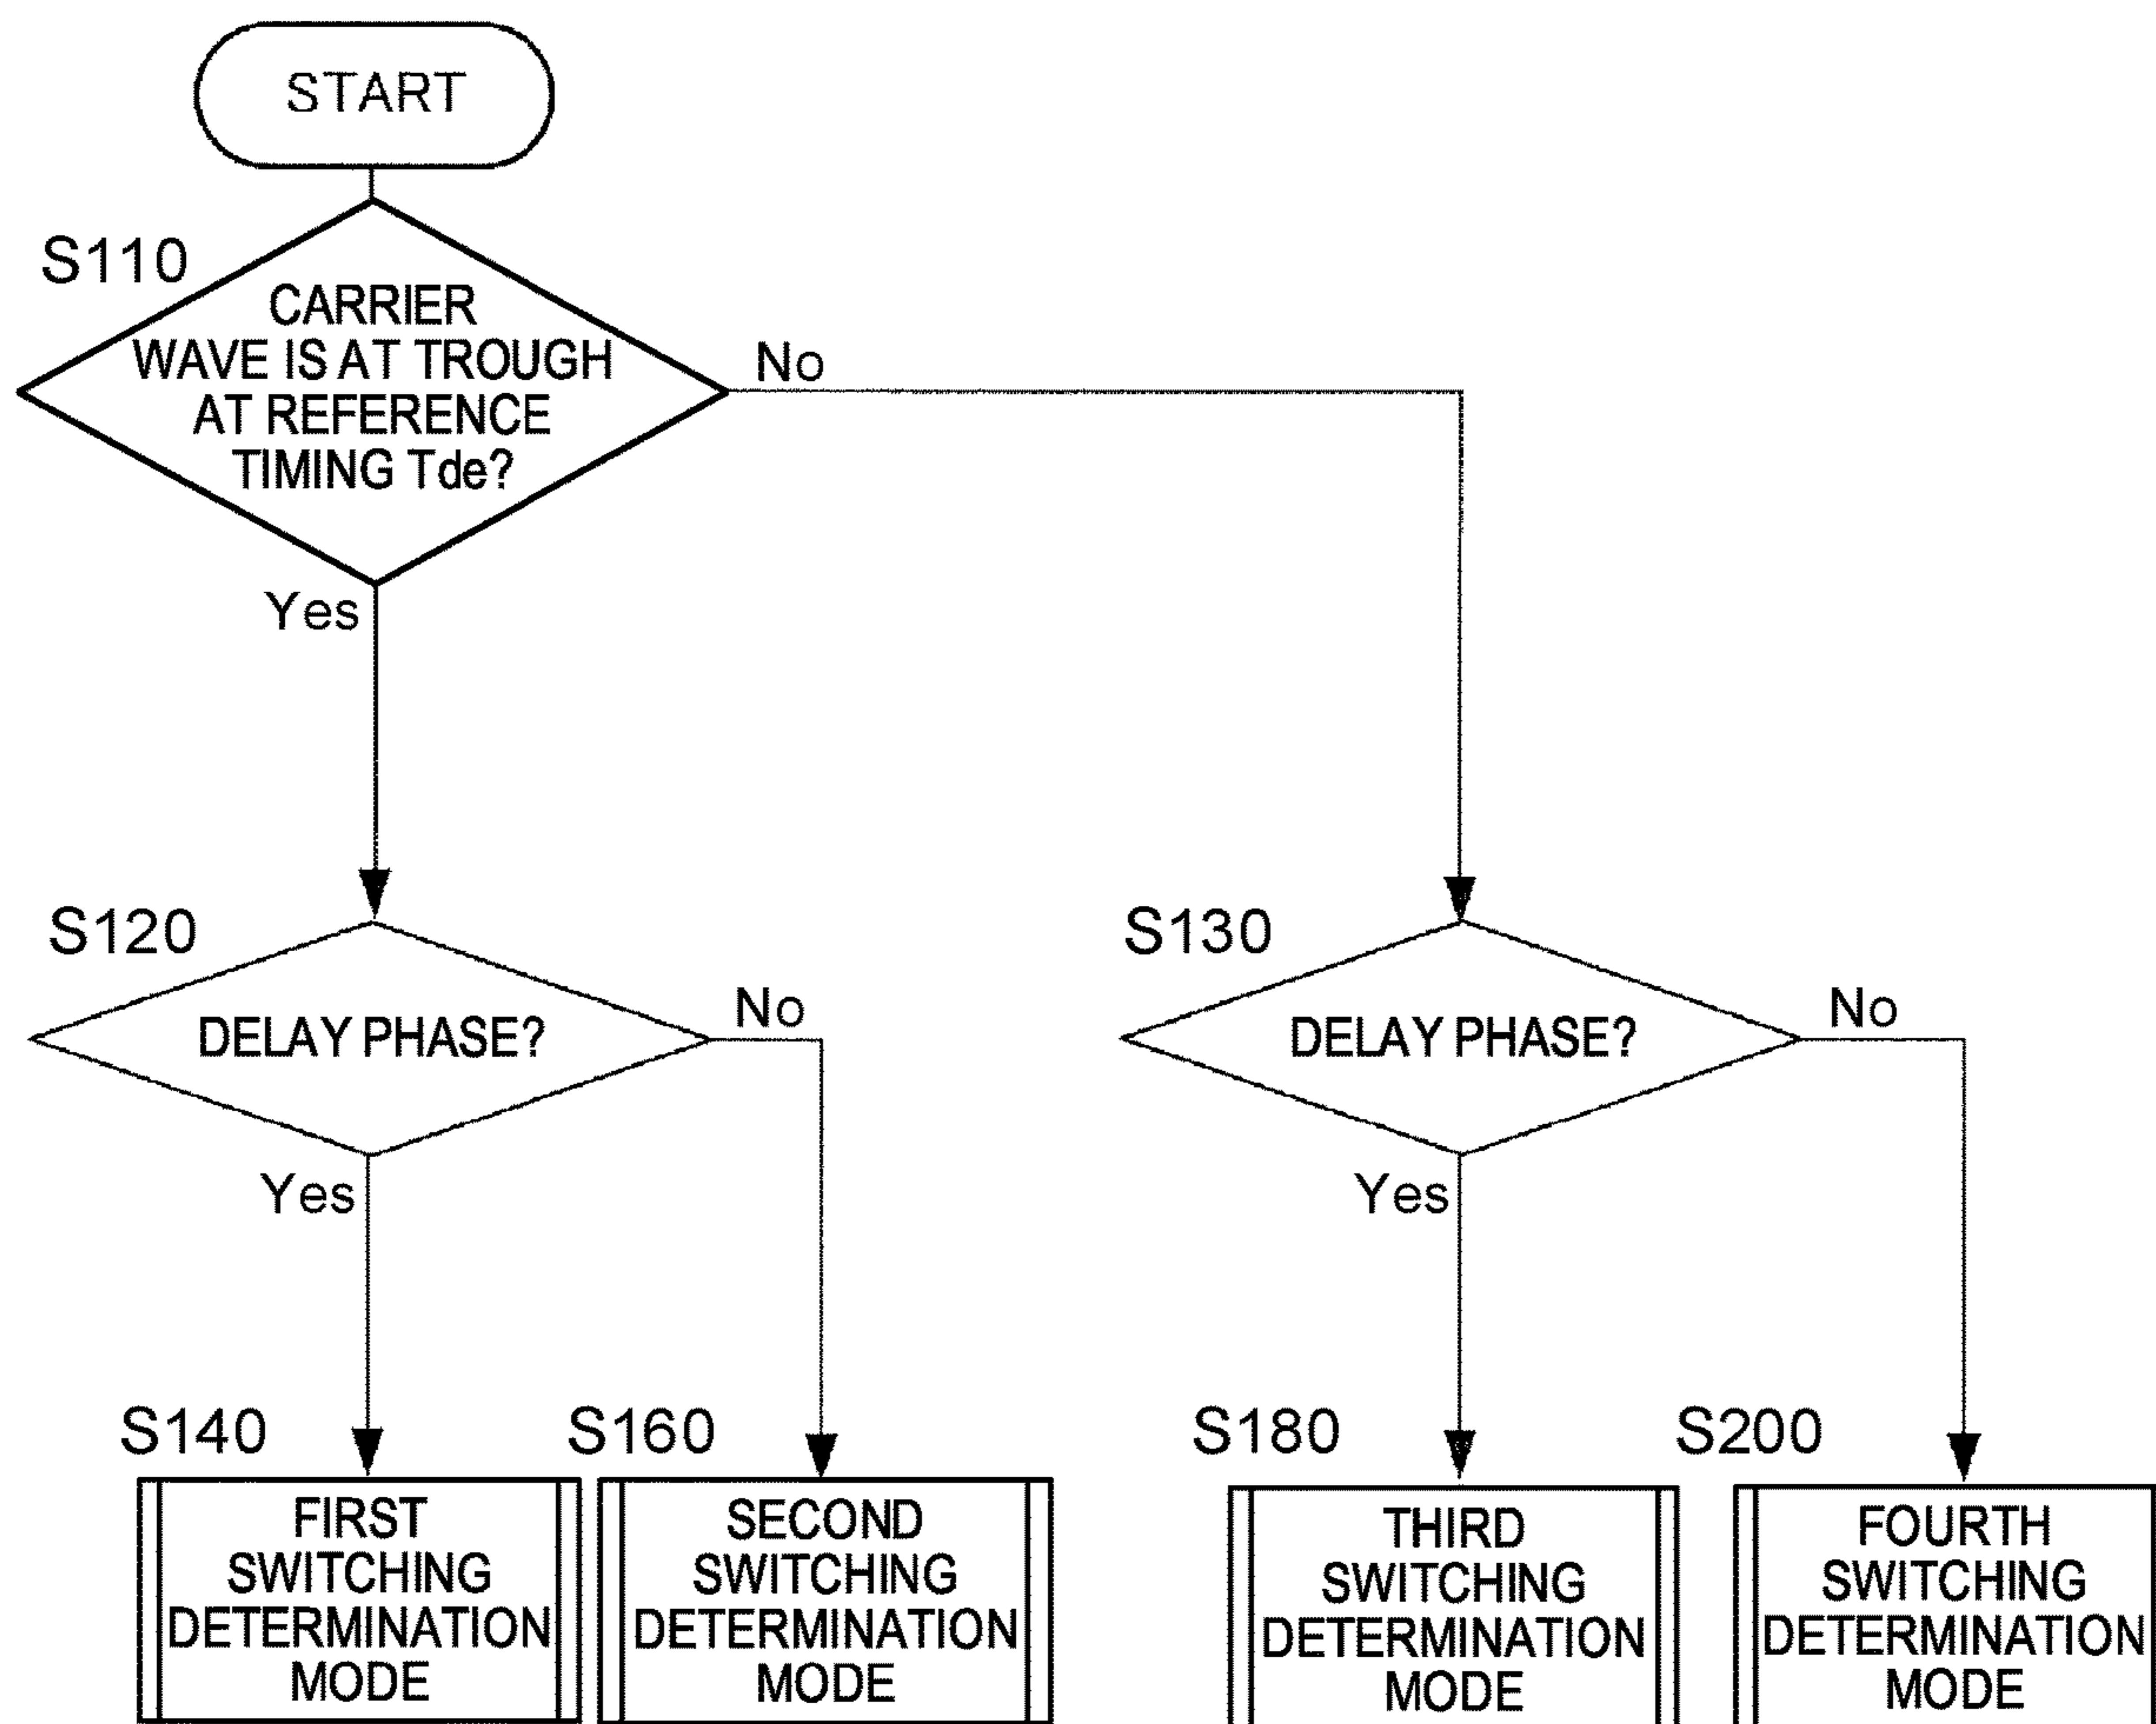 START
S110
CARRIER
WAVE IS AT TROUGH
AT REFERENCE
TIMING Tde?
No
Yes
S120
DELAY PHASE?
No
Yes
S130
DELAY PHASE?
No
Yes
S140
FIRST
SWITCHING
DETERMINATION
MODE
S160
SECOND
SWITCHING
DETERMINATION
MODE
S180
THIRD
SWITCHING
DETERMINATION
MODE
S200
FOURTH
SWITCHING
DETERMINATION
MODE